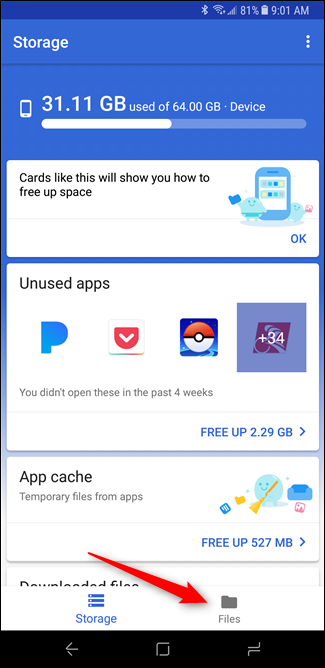 81% 9:01 AM
Storage
31.11 GB used of 64.00 GB · Device
Cards like this will show you how to
free up space
OK
Unused apps
+34
You didn't open these in the past 4 weeks
FREE UP 2.29 GB
App cache
Temporary files from apps
FREE UP 527 MB
Downloaded files
Storage
Files